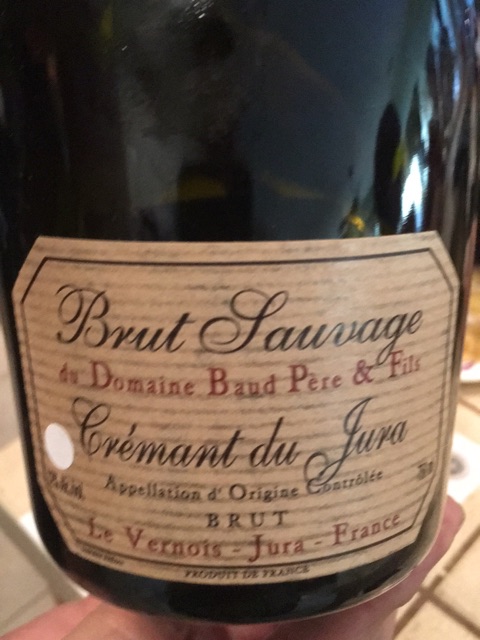 Brut Sauvage
du Domaine Baud Père & Fils
Crémant du Jura
Appellation d'Origine Contrôlée
BRUT
Le Vernois - Jura - France
PRODUIT DE FRANCE